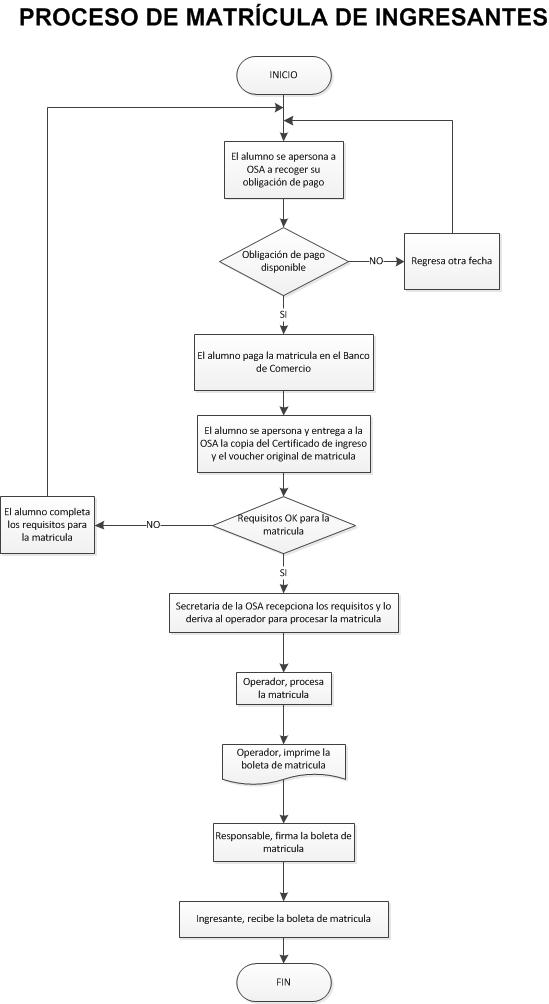 PROCESO DE MATRÍCULA DE INGRESANTES
INICIO
El alumno se apersona a
OSA a recoger su
obligación de pago
Obligación de pago
disponible
NO
Regresa otra fecha
SI
El alumno paga la matricula en el Banco
de Comercio
El alumno se apersona y entrega a la
OSA la copia del Certificado de ingreso
y el voucher original de matricula
Requisitos OK para la
matricula
NO
El alumno completa
los requisitos para
la matricula
SI
Secretaria de la OSA recepciona los requisitos y lo
deriva al operador para procesar la matricula
Operador, procesa
la matricula
Operador, imprime la
boleta de matricula
Responsable, firma la boleta de
matricula
Ingresante, recibe la boleta de matricula
FIN